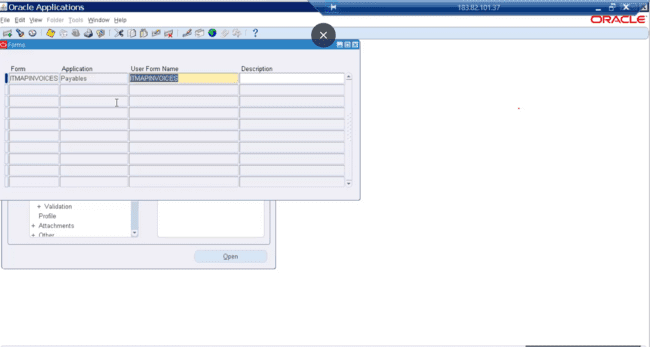 Oracle Applications
183.82.101.37
File Edit View Folder Tools Window Help
ORACLE
Forms
Form Application User Form Name Description
ITMAPINVOICES Payables ITMAPINVOICES
+ Validation
Profile
+ Attachments
+ Other
Open